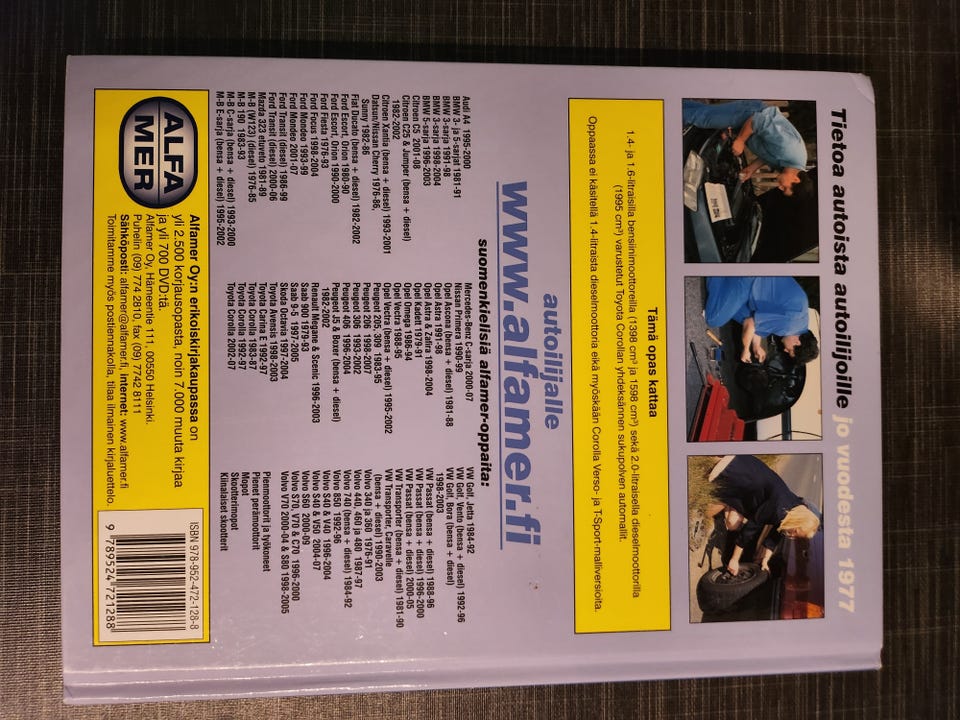 Tietoa autoista autoilijoille jo vuodesta 1977
Tämä opas kattaa
1.4- ja 1.6-litraisilla bensiinimoottoreilla (1398 cm³ ja 1598 cm³) sekä 2.0-litraisella dieselmoottorilla
(1995 cm³) varustetut Toyota Corollan yhdeksännen sukupolven automallit.
Oppaassa ei käsitellä 1.4-litraista dieselmoottoria eikä myöskään Corolla Verso- ja T-Sport-malliversioita.
autoilijalle
www.alfamer.fi
suomenkielisiä alfamer-oppaita:
Audi A4 1995-2000
BMW 3- ja 5-sarjat 1981-91
BMW 3-sarja 1991-98
BMW 3-sarja 1998-2004
BMW 5-sarja 1996-2003
Citroen C5 2001-08
Citroen C25 & Jumper (bensa + diesel)
1982-2002
Citroen Xantia (bensa + diesel) 1993-2001
Datsun/Nissan Cherry 1976-86,
Sunny 1982-86
Fiat Ducato (bensa + diesel) 1982-2002
Ford Escort, Orion 1980-90
Ford Escort, Orion 1990-2000
Ford Fiesta 1976-93
Ford Focus 1998-2004
Ford Mondeo 1993-99
Ford Mondeo 2001-07
Ford Transit (diesel) 1986-99
Ford Transit (diesel) 2000-06
Mazda 323 etuveto 1981-89
M-B (W123) (diesel) 1976-85
M-B 190 1983-93
M-B C-sarja (bensa + diesel) 1993-2000
M-B E-sarja (bensa + diesel) 1995-2002
Mercedes-Benz C-sarja 2000-07
Nissan Primera 1990-99
Opel Ascona (bensa + diesel) 1981-88
Opel Astra 1991-98
Opel Astra & Zafira 1998-2004
Opel Kadett 1979-91
Opel Omega 1986-94
Opel Vectra 1988-95
Opel Vectra (bensa + diesel) 1995-2002
Peugeot 205, 309 1983-95
Peugeot 206 1998-2007
Peugeot 306 1993-2002
Peugeot 406 1996-2004
Peugeot J5 & Boxer (bensa + diesel)
1982-2002
Renault Megane & Scenic 1996-2003
Saab 900 1979-93
Saab 9-5 1997-2005
Skoda Octavia 1997-2004
Toyota Avensis 1998-2003
Toyota Carina E 1992-97
Toyota Corolla 1983-87
Toyota Corolla 1987-97
Toyota Corolla 2002-07
VW Golf, Jetta 1984-92
VW Golf, Vento (bensa + diesel) 1992-96
VW Golf, Bora (bensa + diesel)
1998-2003
VW Passat (bensa + diesel) 1988-96
VW Passat (bensa + diesel) 1996-2000
VW Passat (bensa + diesel) 2000-05
VW Transporter (bensa + diesel) 1981-90
VW Transporter, Caravelle
(bensa + diesel) 1990-2003
Volvo 340 ja 360 1976-91
Volvo 440, 460 ja 480 1987-97
Volvo 740 (bensa + diesel) 1984-92
Volvo 850 1992-96
Volvo S40 & V40 1996-2004
Volvo S40 & V50 2004-07
Volvo S60 2000-09
Volvo S70, V70 & C70 1996-2000
Volvo V70 2000-04 & S80 1998-2005
Pienmoottorit ja työkoneet
Pienet perämoottorit
Mopot
Skootterimopot
Kiinalaiset skootterit
ALFA
MER
Alfamer Oy:n erikoiskirjakaupassa on
yli 2.500 korjausopasta, noin 7.000 muuta kirjaa
ja yli 700 DVD:tä.
Alfamer Oy, Hämeentie 111, 00550 Helsinki.
Puhelin (09) 774 2810, fax (09) 7742 8111
Sähköposti: alfamer@alfamer.fi, internet: www.alfamer.fi
Toimitamme myös postiennakolla, tilaa ilmainen kirjaluettelo.
ISBN 978-952-472-128-8
9 789524 721288